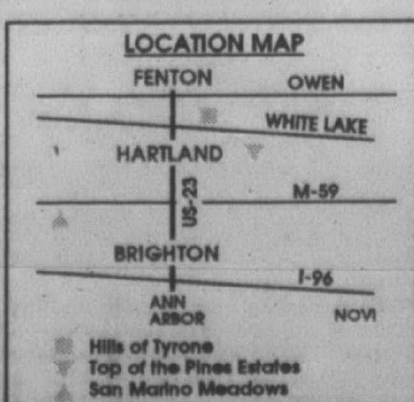 LOCATION MAP
FENTON
OWEN
WHITE LAKE
HARTLAND
US-23
M-59
BRIGHTON
I-96
ANN
ARBOR
NOVI
Hills of Tyrone
Top of the Pines Estates
San Marino Meadows